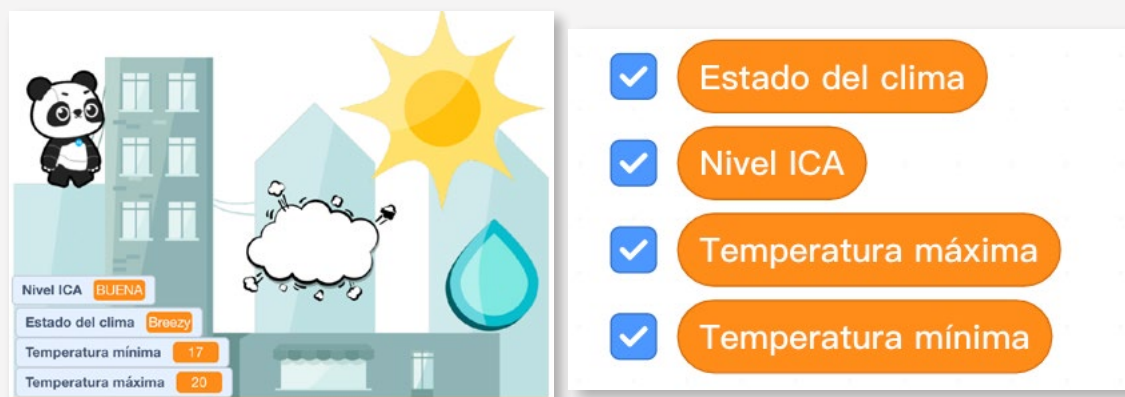 Nivel ICA BUENA
Estado del clima Breezy
Temperatura mínima 17
Temperatura máxima 20
Estado del clima
Nivel ICA
Temperatura máxima
Temperatura mínima